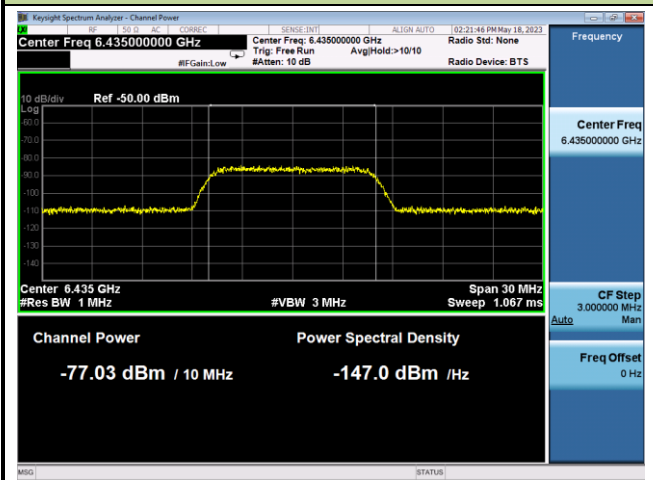 Keysight Spectrum Analyzer - Channel Power
RF 50 Ω AC CORREC SENSE:INT ALIGN AUTO 02:21:46 PM May 18, 2023
Center Freq 6.435000000 GHz
Center Freq: 6.435000000 GHz
Radio Std: None
Trig: Free Run Avg|Hold:>10/10
#IFGain:Low
#Atten: 10 dB
Radio Device: BTS
Frequency
10 dB/div Ref -50.00 dBm
Log
-60.0
-70.0
-80.0
-90.0
-100
-110
-120
-130
-140
Center 6.435 GHz
Span 30 MHz
#Res BW 1 MHz
#VBW 3 MHz
Sweep 1.067 ms
Channel Power
Power Spectral Density
-77.03 dBm / 10 MHz
-147.0 dBm /Hz
Center Freq
6.435000000 GHz
CF Step
3.000000 MHz
Auto Man
Freq Offset
0 Hz
MSG STATUS